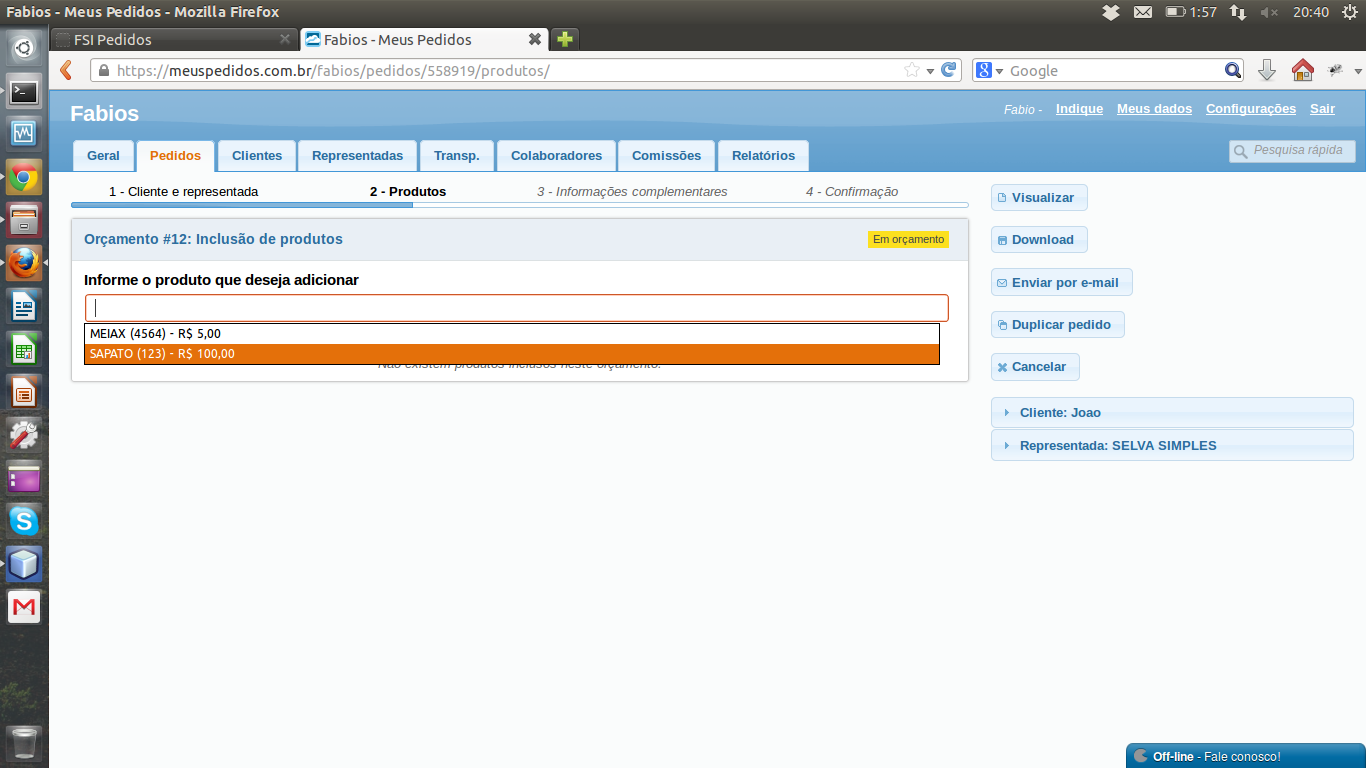 Fabios - Meus Pedidos - Mozilla Firefox
1:57
20:40
FSI Pedidos
Fabios - Meus Pedidos
https://meuspedidos.com.br/fabios/pedidos/558919/produtos/
Google
Fabios
Fabio - Indique Meus dados Configurações Sair
Geral Pedidos Clientes Representadas Transp. Colaboradores Comissões Relatórios
Pesquisa rápida
1 - Cliente e representada
2 - Produtos
3 - Informações complementares
4 - Confirmação
Orçamento #12: Inclusão de produtos
Em orçamento
Informe o produto que deseja adicionar
MEIAX (4564) - R$ 5,00
SAPATO (123) - R$ 100,00
Não existem produtos inclusos neste orçamento.
Visualizar
Download
Enviar por e-mail
Duplicar pedido
Cancelar
Cliente: Joao
Representada: SELVA SIMPLES
Off-line - Fale conosco!